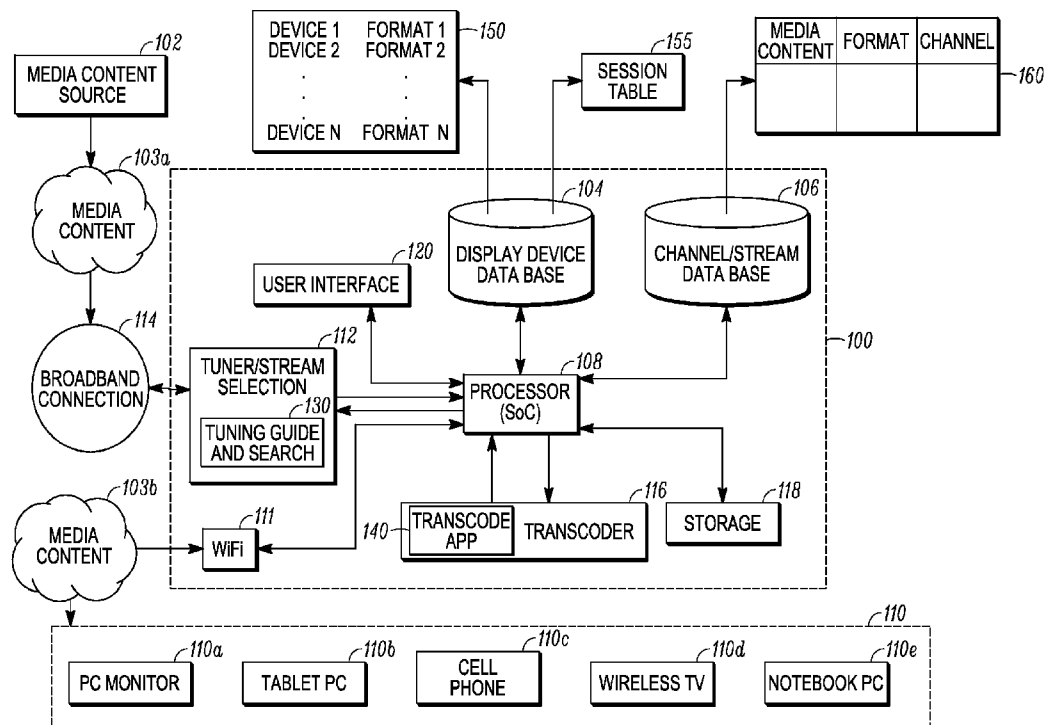 102
MEDIA CONTENT
SOURCE
103a
MEDIA
CONTENT
114
BROADBAND
CONNECTION
103b
MEDIA
CONTENT
DEVICE 1 FORMAT 1
DEVICE 2 FORMAT 2
. .
. .
. .
DEVICE N FORMAT N
150
155
SESSION
TABLE
MEDIA
CONTENT
FORMAT
CHANNEL
160
104
DISPLAY DEVICE
DATA BASE
106
CHANNEL/STREAM
DATA BASE
120
USER INTERFACE
112
TUNER/STREAM
SELECTION
130
TUNING GUIDE
AND SEARCH
108
PROCESSOR
(SoC)
100
111
WiFi
116
140
TRANSCODE
APP
TRANSCODER
118
STORAGE
110
110a
PC MONITOR
110b
TABLET PC
110c
CELL
PHONE
110d
WIRELESS TV
110e
NOTEBOOK PC